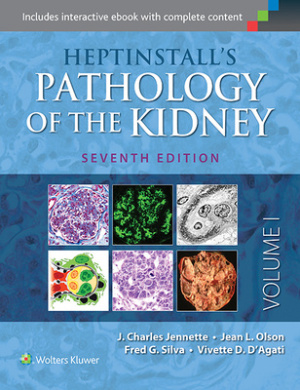 Includes interactive ebook with complete content
HEPTINSTALL'S
PATHOLOGY
OF THE KIDNEY
SEVENTH EDITION
VOLUME I
J. Charles Jennette • Jean L. Olson
Fred G. Silva • Vivette D. D'Agati
Wolters Kluwer